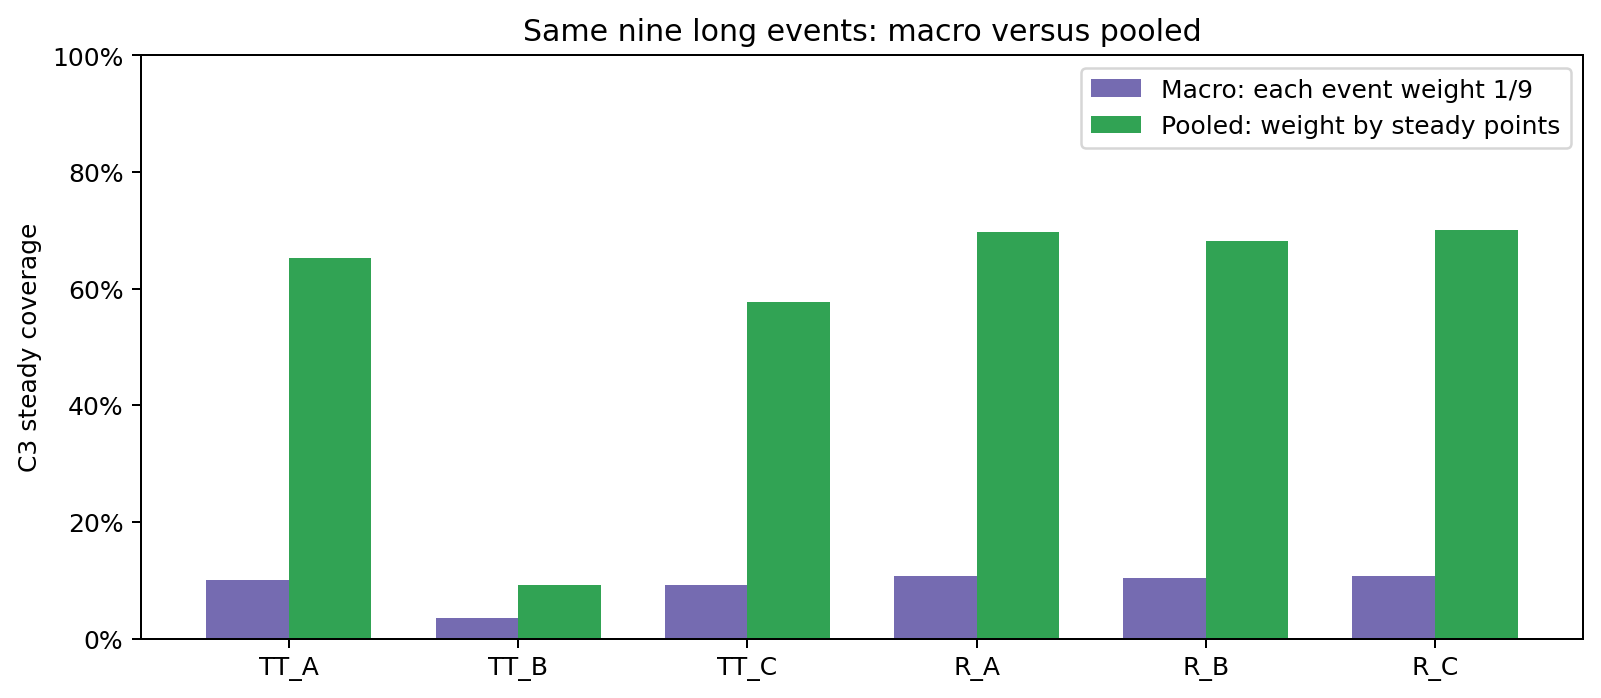 Same nine long events: macro versus pooled
100%
80%
60%
40%
20%
0%
C3 steady coverage
Macro: each event weight 1/9
Pooled: weight by steady points
TT_A
TT_B
TT_C
R_A
R_B
R_C